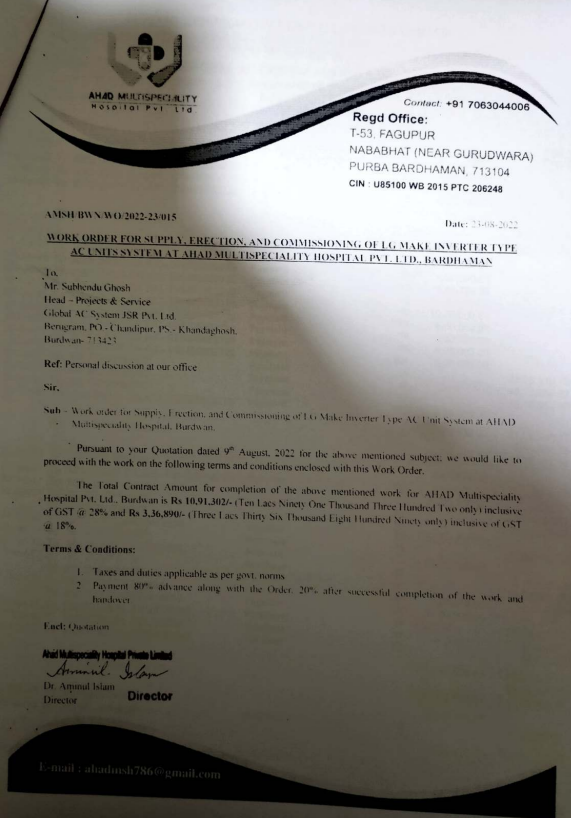 AHAD MULTISPECIALITY
Hospital Pvt Ltd
Contact: +91 7063044006
Regd Office:
T-53, FAGUPUR
NABABHAT (NEAR GURUDWARA)
PURBA BARDHAMAN, 713104
CIN : U85100 WB 2015 PTC 206248
AMSH/BWN/WO/2022-23/015
Date: 23-08-2022
WORK ORDER FOR SUPPLY, ERECTION, AND COMMISSIONING OF LG MAKE INVERTER TYPE
AC UNITS SYSTEM AT AHAD MULTISPECIALITY HOSPITAL PVT. LTD., BARDHAMAN
To,
Mr. Subhendu Ghosh
Head – Projects & Service
Global AC System JSR Pvt. Ltd.
Berugram, PO - Chandipur, PS - Khandaghosh,
Burdwan- 713423
Ref: Personal discussion at our office
Sir,
Sub – Work order for Supply, Erection, and Commissioning of LG Make Inverter Type AC Unit System at AHAD
Multispeciality Hospital, Burdwan.
Pursuant to your Quotation dated 9th August, 2022 for the above mentioned subject; we would like to
proceed with the work on the following terms and conditions enclosed with this Work Order.
The Total Contract Amount for completion of the above mentioned work for AHAD Multispeciality
Hospital Pvt. Ltd., Burdwan is Rs 10,91,302/- (Ten Lacs Ninety One Thousand Three Hundred Two only) inclusive
of GST @ 28% and Rs 3,36,890/- (Three Lacs Thirty Six Thousand Eight Hundred Ninety only) inclusive of GST
@ 18%.
Terms & Conditions:
1. Taxes and duties applicable as per govt. norms
2. Payment 80% advance along with the Order, 20% after successful completion of the work and
handover.
Encl: Quotation
Ahad Multispeciality Hospital Private Limited
Aminul Islam
Dr. Aminul Islam
Director
Director
E-mail : ahadmsh786@gmail.com